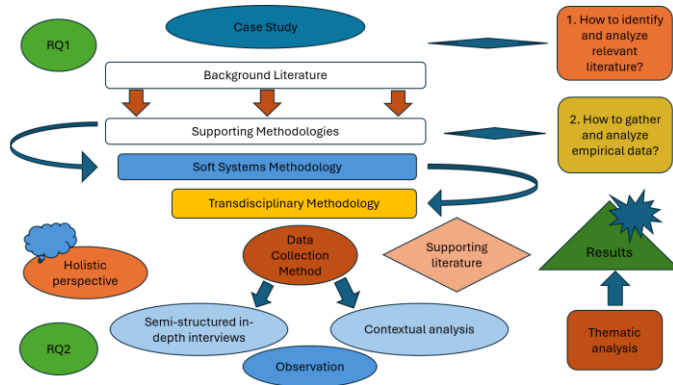 Case Study
RQ1
1. How to identify
and analyze
relevant
literature?
Background Literature
Supporting Methodologies
2. How to gather
and analyze
empirical data?
Soft Systems Methodology
Transdisciplinary Methodology
Data
Collection
Method
Supporting
literature
Results
Holistic
perspective
Semi-structured in-
depth interviews
Contextual analysis
Thematic
analysis
RQ2
Observation